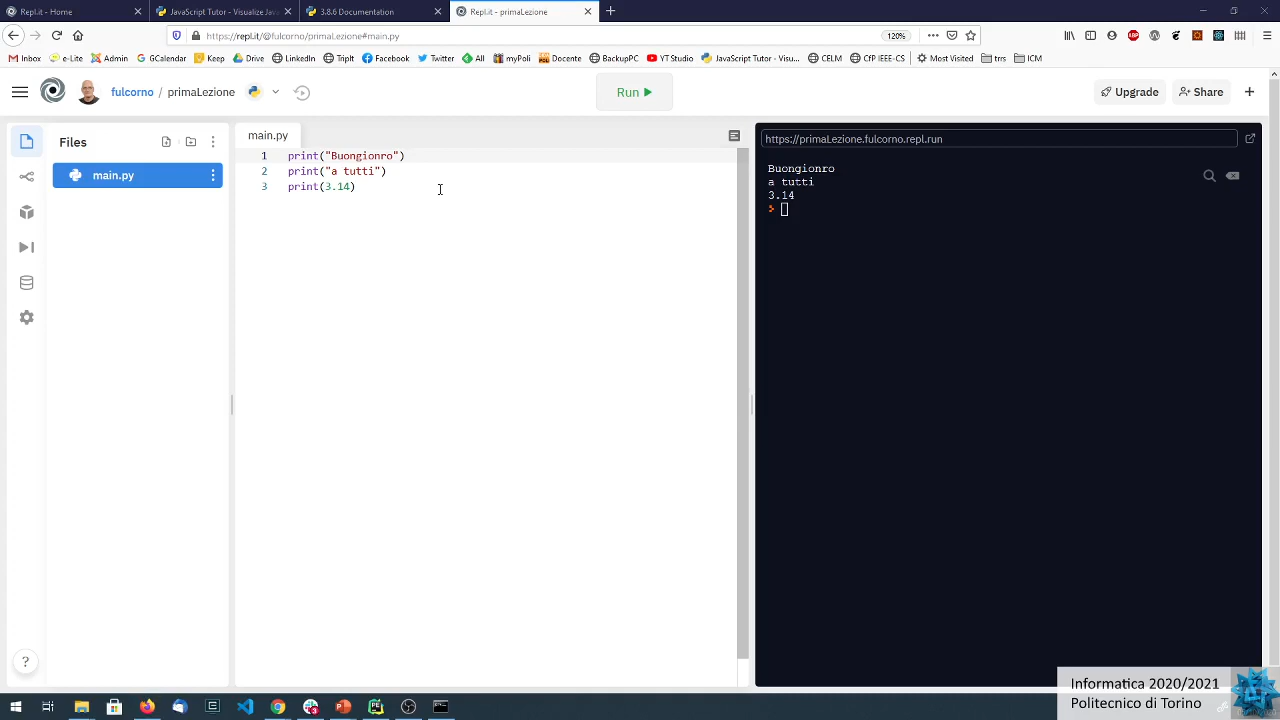 Repl.it - Home
JavaScript Tutor - Visualize Java
3.8.6 Documentation
Repl.it - primaLezione
https://repl.it/@fulcorno/primaLezione#main.py
120%
Inbox
e-Lite
Admin
GCalendar
Keep
Drive
LinkedIn
TripIt
Facebook
Twitter
All
myPoli
Docente
BackupPC
YT Studio
JavaScript Tutor - Visu...
CELM
CfP IEEE-CS
Most Visited
trrs
ICM
fulcorno / primaLezione
Run
Upgrade
Share
Files
main.py
main.py
1 print("Buongionro")
2 print("a tutti")
3 print(3.14)
https://primaLezione.fulcorno.repl.run
Buongionro
a tutti
3.14
?
Informatica 2020/2021
Politecnico di Torino